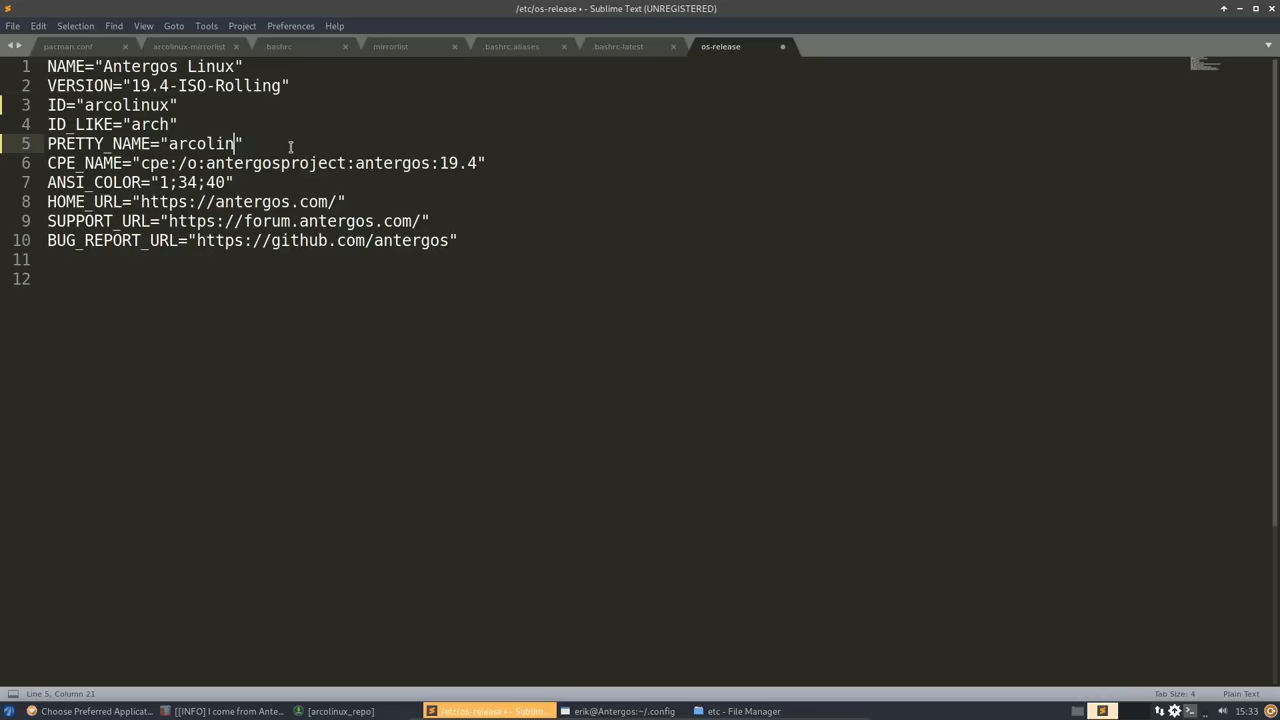 /etc/os-release • - Sublime Text (UNREGISTERED)
File Edit Selection Find View Goto Tools Project Preferences Help
pacman.conf arcolinux-mirrorlist .bashrc mirrorlist .bashrc.aliases .bashrc-latest os-release
1 NAME="Antergos Linux"
2 VERSION="19.4-ISO-Rolling"
3 ID="arcolinux"
4 ID_LIKE="arch"
5 PRETTY_NAME="arcolin"
6 CPE_NAME="cpe:/o:antergosproject:antergos:19.4"
7 ANSI_COLOR="1;34;40"
8 HOME_URL="https://antergos.com/"
9 SUPPORT_URL="https://forum.antergos.com/"
10 BUG_REPORT_URL="https://github.com/antergos"
11
12
Line 5, Column 21 Tab Size: 4 Plain Text
Choose Preferred Applicat... [[INFO] I come from Ante... [arcolinux_repo] /etc/os-release • - Sublim... erik@Antergos:~/.config etc - File Manager 15:33